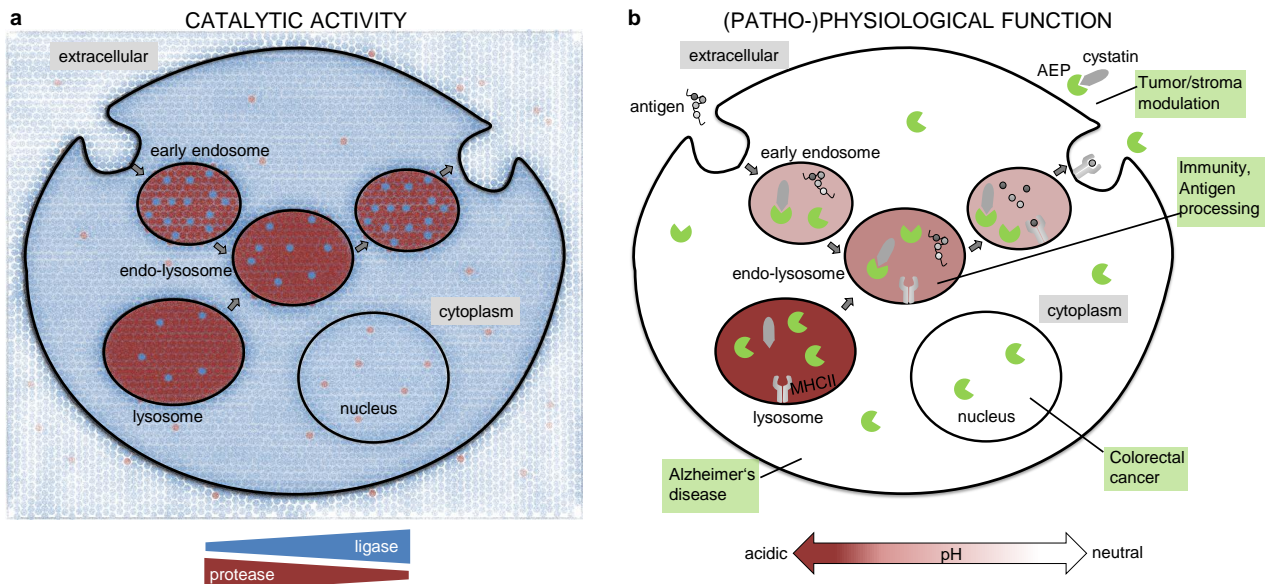 a
CATALYTIC ACTIVITY
extracellular
early endosome
endo-lysosome
cytoplasm
lysosome
nucleus
ligase
protease
b
(PATHO-)PHYSIOLOGICAL FUNCTION
extracellular
cystatin
AEP
antigen
Tumor/stroma
modulation
early endosome
Immunity,
Antigen
processing
endo-lysosome
cytoplasm
MHCII
lysosome
nucleus
Alzheimer‘s
disease
Colorectal
cancer
acidic
pH
neutral